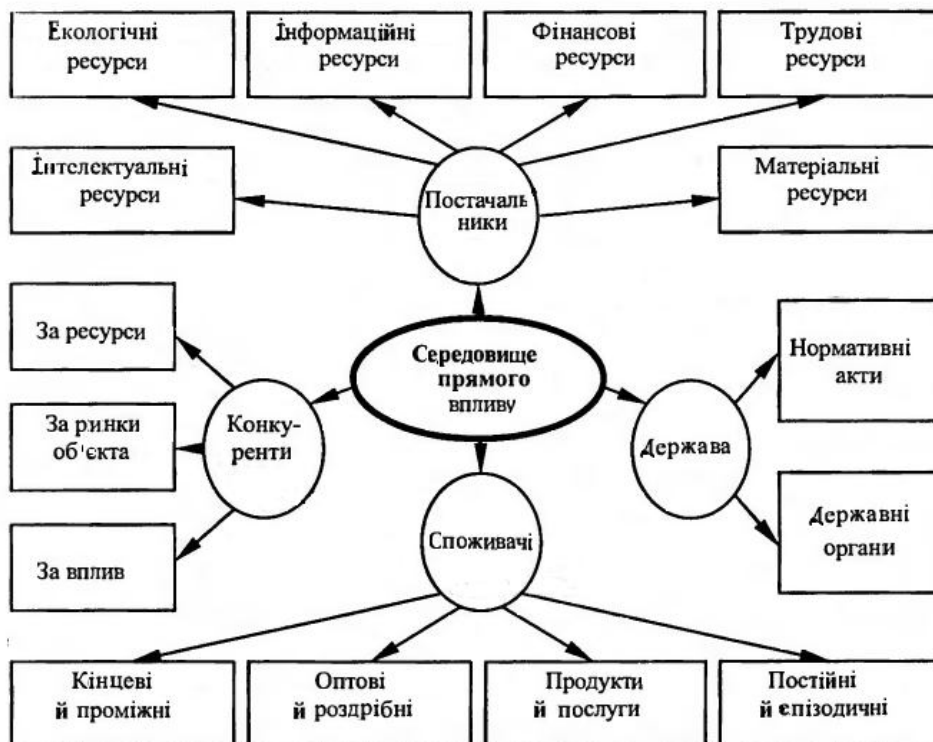 Екологічні
ресурси
Інформаційні
ресурси
Фінансові
ресурси
Трудові
ресурси
Інтелектуальні
ресурси
Постачаль
ники
Матеріальні
ресурси
За ресурси
Середовище
прямого
впливу
Нормативні
акти
За ринки
об'єкта
Конку-
ренти
Держава
За вплив
Споживачі
Державні
органи
Кінцеві
й проміжні
Оптові
й роздрібні
Продукти
й послуги
Постійні
й епізодичні